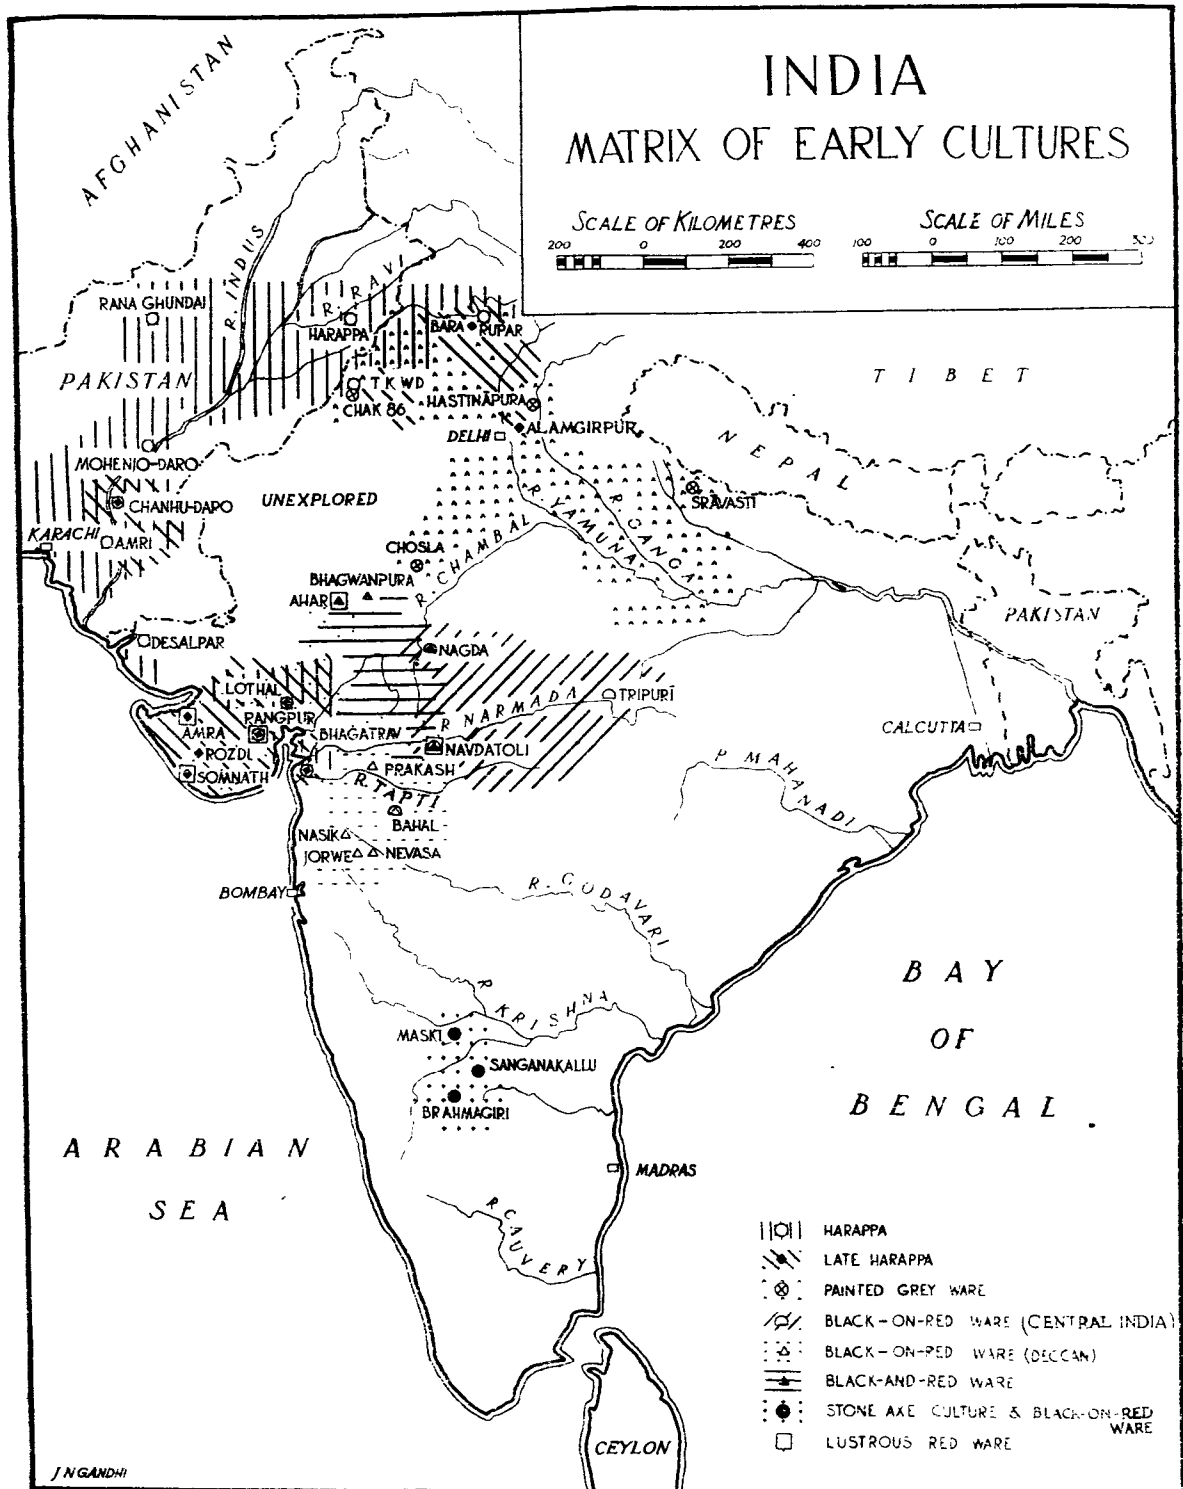 INDIA
MATRIX OF EARLY CULTURES
SCALE OF KILOMETRES
200 0 200 400
SCALE OF MILES
100 0 100 200 300
AFGHANISTAN
R. INDUS
R. RAVI
RANA GHUNDAI
HARAPPA
BARA
RUPAR
PAKISTAN
T K W D
CHAK 86
HASTINAPURA
TIBET
DELHI
ALAMGIRPUR
NEPAL
MOHENJO-DARO
UNEXPLORED
SRAVASTI
CHANHU-DAPO
R. YAMUNA
R. GANGA
KARACHI
AMRI
CHOSLA
R. CHAMBAL
BHAGWANPURA
AHAR
PAKISTAN
DESALPAR
NAGDA
LOTHAL
TRIPURI
RANGPUR
R NARMADA
AMRA
BHAGATRAV
CALCUTTA
ROZDI
NAVDATOLI
SOMNATH
PRAKASH
R. TAPTI
R. MAHANADI
BAHAL
NASIK
JORWE
NEVASA
BOMBAY
R. GODAVARI
BAY
OF
BENGAL
R KRISHNA
MASKI
SANGANAKALLU
BRAHMAGIRI
ARABIAN
SEA
MADRAS
R. CAUVERY
HARAPPA
LATE HARAPPA
PAINTED GREY WARE
BLACK-ON-RED WARE (CENTRAL INDIA)
BLACK-ON-RED WARE (DECCAN)
BLACK-AND-RED WARE
STONE AXE CULTURE & BLACK-ON-RED
WARE
LUSTROUS RED WARE
CEYLON
J N GANDHI